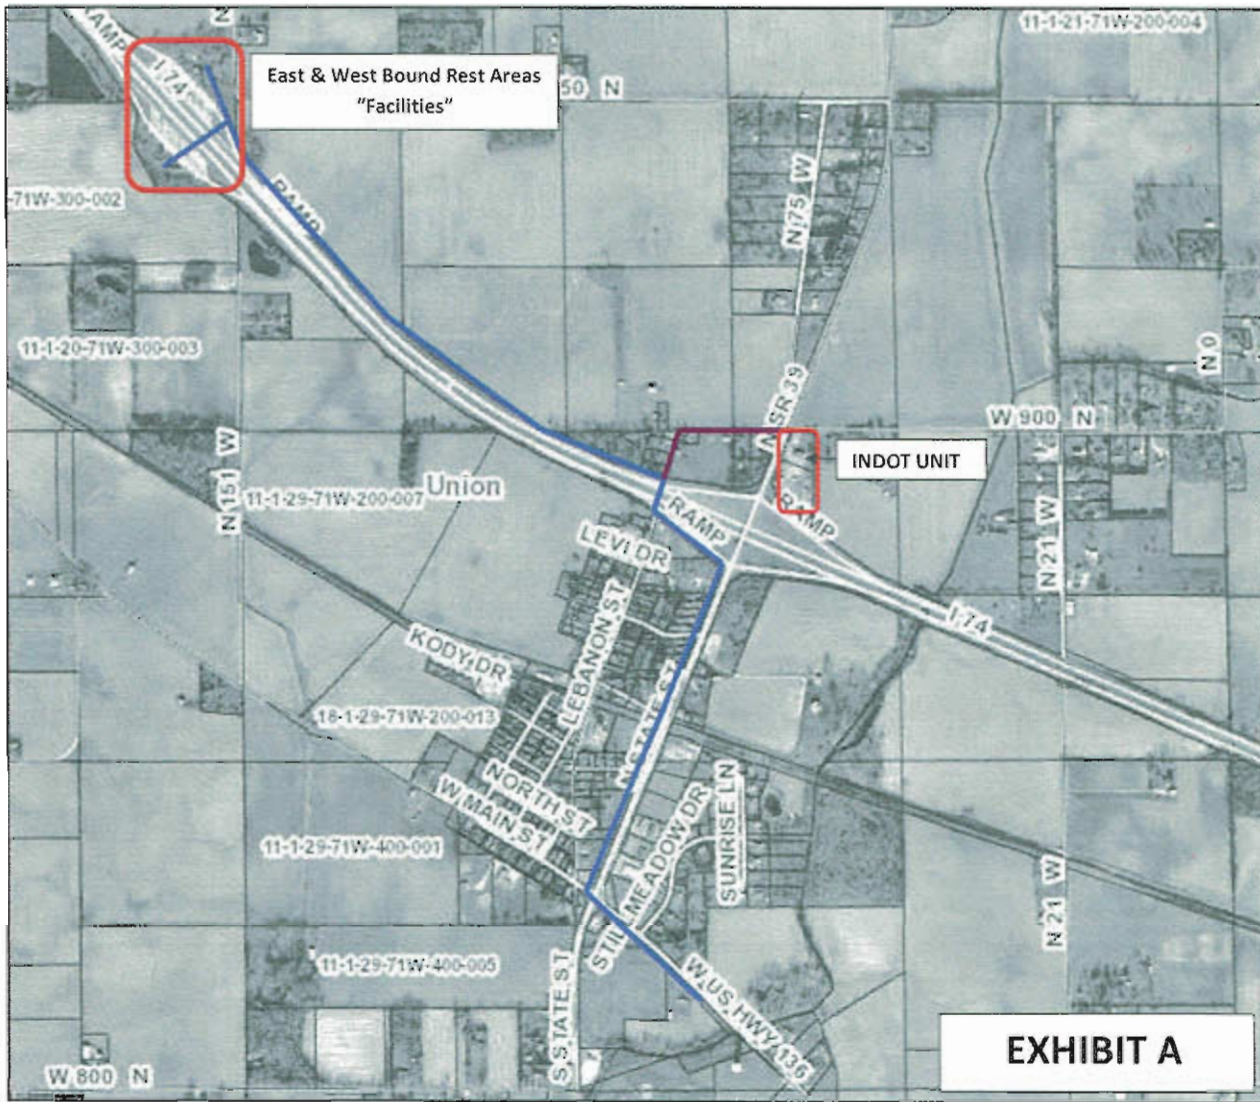 RAMP
N
11-1-21-71W-200-004
I 74
East & West Bound Rest Areas
"Facilities"
50 N
N 75 W
-71W-300-002
RAMP
11-1-20-71W-300-003
N SR 39
N 0
W 900 N
INDOT UNIT
N 151 W
11-1-29-71W-200-007
Union
RAMP
RAMP
N 21 W
LEVI DR
I 74
LEBANON ST
KODY DR
18-1-29-71W-200-013
N STATE ST
NORTH ST
W MAIN ST
STILLMEADOW DR
SUNRISE LN
11-1-29-71W-400-001
N 21 W
11-1-29-71W-400-005
S STATE ST
W US HWY 136
EXHIBIT A
W 800 N